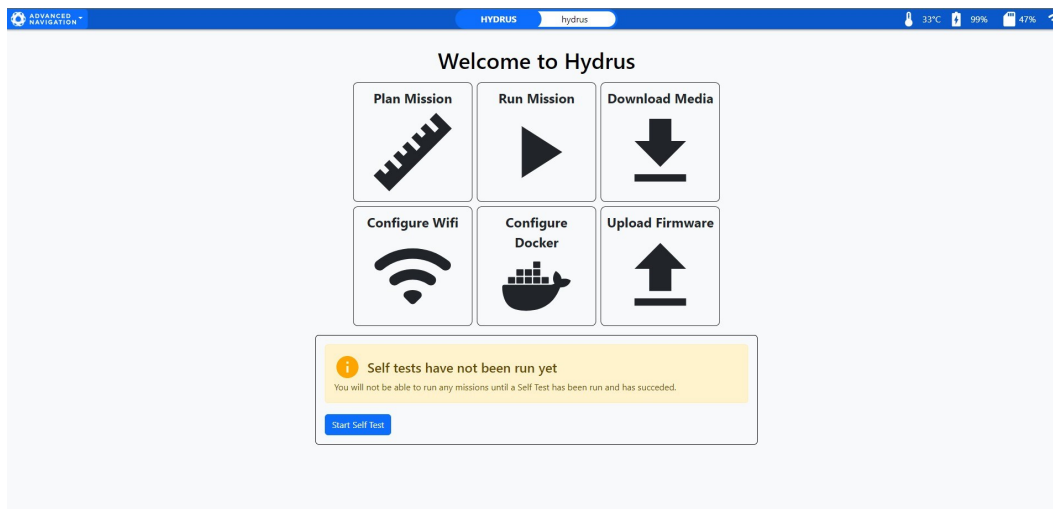 ADVANCED
NAVIGATION
HYDRUS
hydrus
33°C
99%
47%
Welcome to Hydrus
Plan Mission
Run Mission
Download Media
Configure Wifi
Configure
Docker
Upload Firmware
Self tests have not been run yet
You will not be able to run any missions until a Self Test has been run and has succeded.
Start Self Test